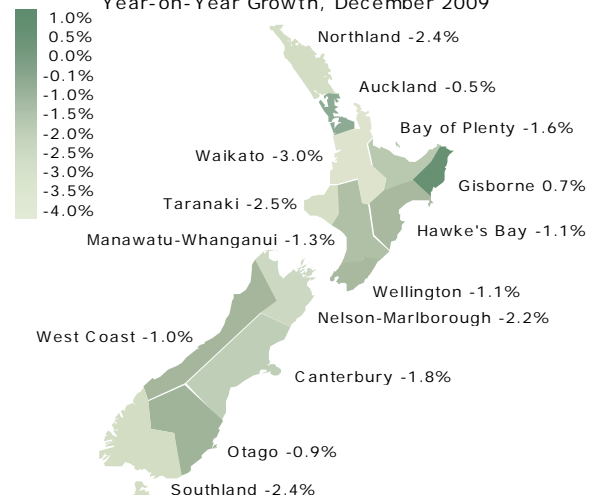 Year-on-Year Growth, December 2009
1.0%
0.5%
0.0%
-0.1%
-1.0%
-1.5%
-2.0%
-2.5%
-3.0%
-3.5%
-4.0%
Northland -2.4%
Auckland -0.5%
Bay of Plenty -1.6%
Waikato -3.0%
Gisborne 0.7%
Taranaki -2.5%
Hawke's Bay -1.1%
Manawatu-Whanganui -1.3%
Wellington -1.1%
Nelson-Marlborough -2.2%
West Coast -1.0%
Canterbury -1.8%
Otago -0.9%
Southland -2.4%